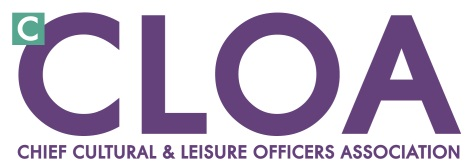 C
CLOA
CHIEF CULTURAL & LEISURE OFFICERS ASSOCIATION